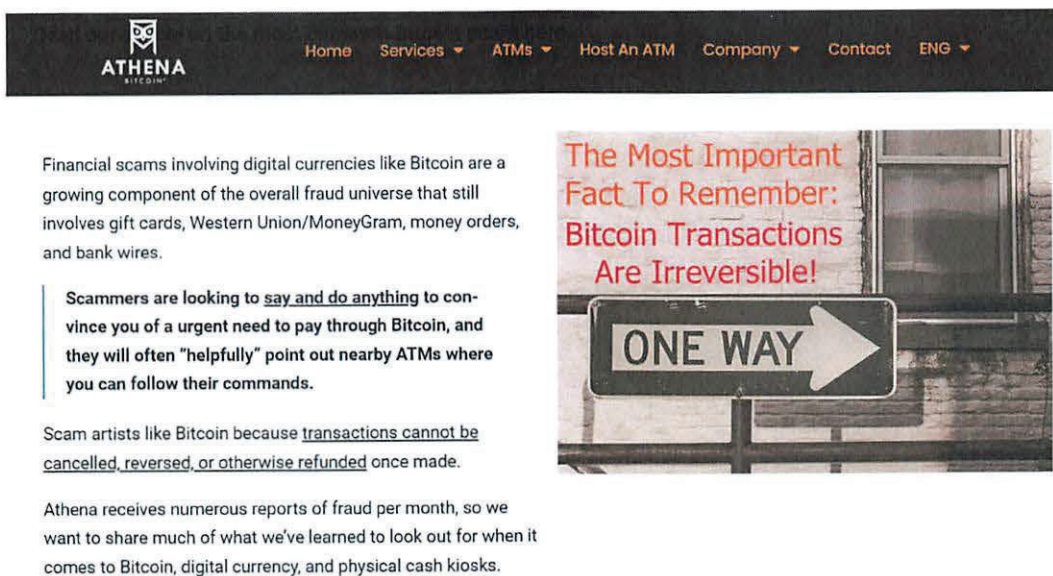 ATHENA
BITCOIN
Home Services ATMs Host An ATM Company Contact ENG
Financial scams involving digital currencies like Bitcoin are a
growing component of the overall fraud universe that still
involves gift cards, Western Union/MoneyGram, money orders,
and bank wires.
Scammers are looking to say and do anything to con-
vince you of a urgent need to pay through Bitcoin, and
they will often "helpfully" point out nearby ATMs where
you can follow their commands.
Scam artists like Bitcoin because transactions cannot be
cancelled, reversed, or otherwise refunded once made.
Athena receives numerous reports of fraud per month, so we
want to share much of what we've learned to look out for when it
comes to Bitcoin, digital currency, and physical cash kiosks.
The Most Important
Fact To Remember:
Bitcoin Transactions
Are Irreversible!
ONE WAY